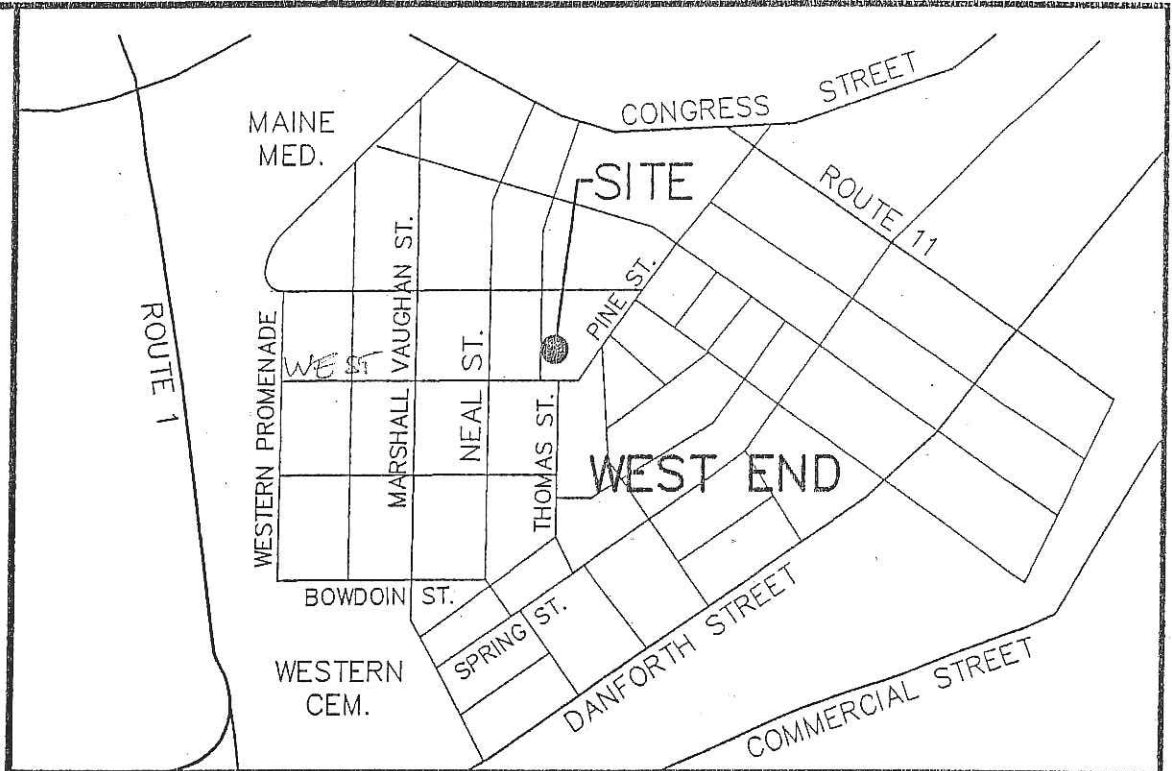 CONGRESS STREET
MAINE
MED.
SITE
ROUTE 11
MARSHALL VAUGHAN ST.
PINE ST.
ROUTE 1
WESTERN PROMENADE
WEST
NEAL ST.
THOMAS ST.
WEST END
BOWDOIN ST.
SPRING ST.
DANFORTH STREET
WESTERN
CEM.
COMMERCIAL STREET